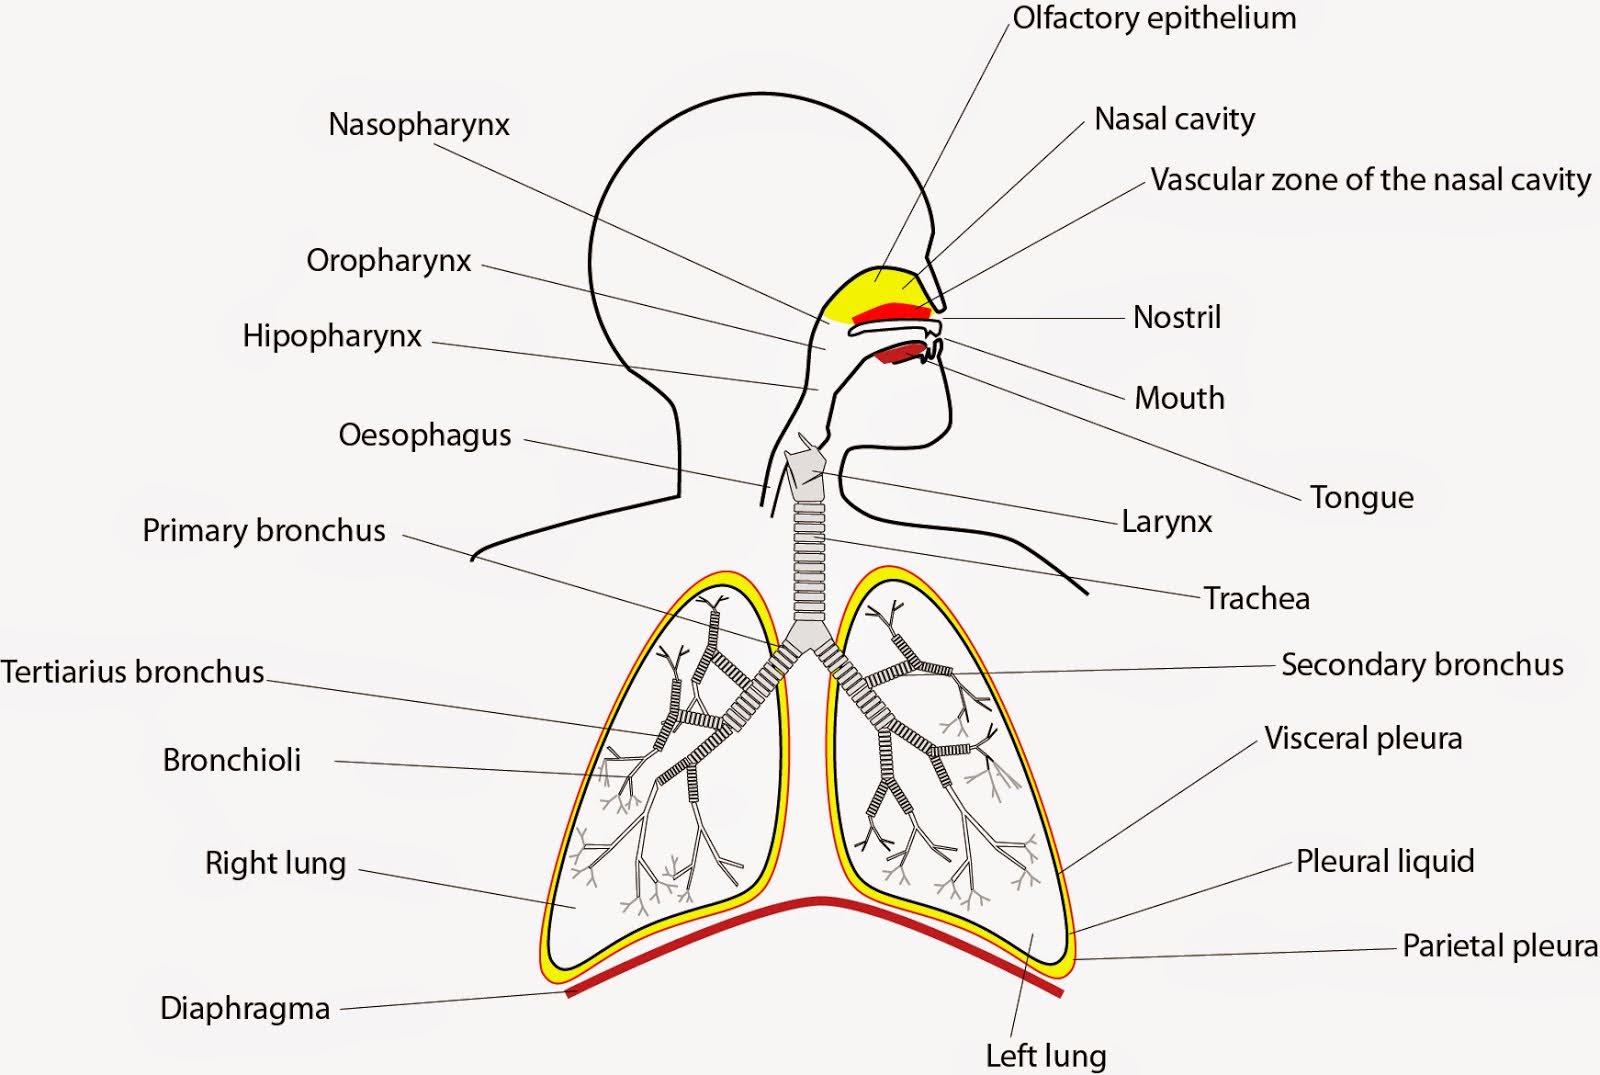 Olfactory epithelium
Nasopharynx
Nasal cavity
Vascular zone of the nasal cavity
Oropharynx
Nostril
Hipopharynx
Mouth
Oesophagus
Tongue
Larynx
Primary bronchus
Trachea
Secondary bronchus
Tertiarius bronchus
Visceral pleura
Bronchioli
Pleural liquid
Right lung
Parietal pleura
Diaphragma
Left lung